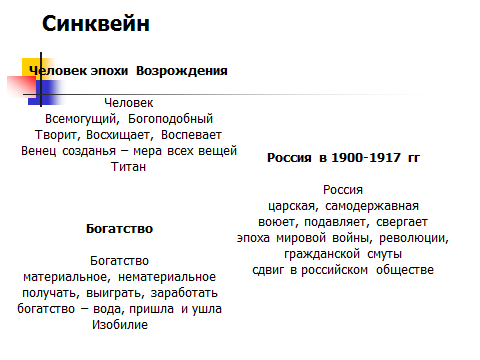 Синквейн
Человек эпохи Возрождения
Человек
Всемогущий, Богоподобный
Творит, Восхищает, Воспевает
Венец созданья – мера всех вещей
Титан
Богатство
Богатство
материальное, нематериальное
получать, выиграть, заработать
богатство – вода, пришла и ушла
Изобилие
Россия в 1900-1917 гг
Россия
царская, самодержавная
воюет, подавляет, свергает
эпоха мировой войны, революции,
гражданской смуты
сдвиг в российском обществе